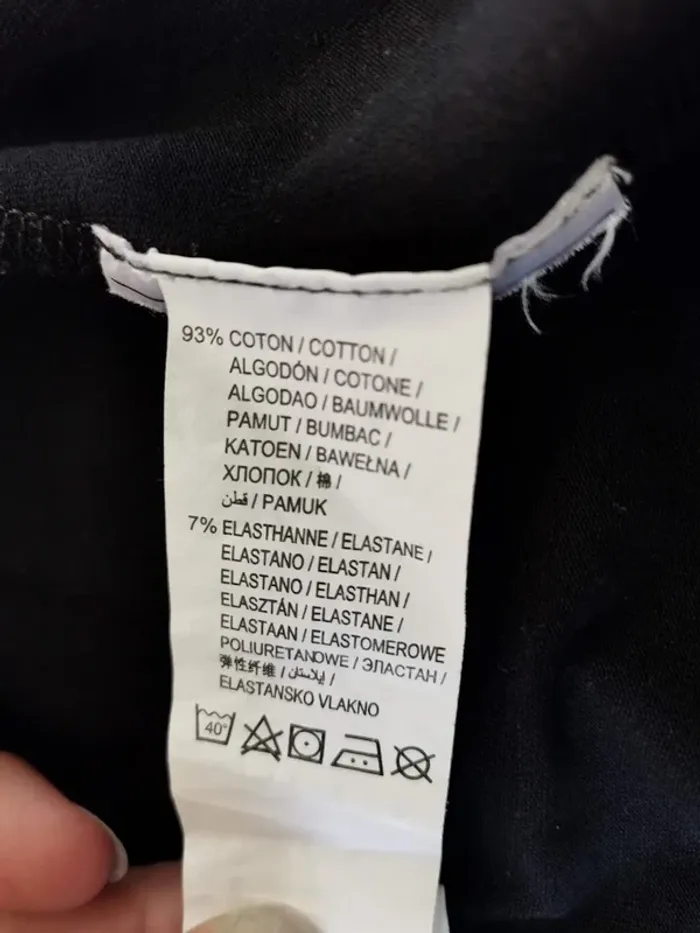 93% COTON / COTTON /
ALGODÓN / COTONE /
ALGODAO / BAUMWOLLE /
PAMUT / BUMBAC /
KATOEN / BAWEŁNA /
ХЛОПОК / 棉 /
قطن / PAMUK
7% ELASTHANNE / ELASTANE /
ELASTANO / ELASTAN /
ELASTANO / ELASTHAN /
ELASZTÁN / ELASTANE /
ELASTAAN / ELASTOMEROWE
POLIURETANOWE / ЭЛАСТАН /
弹性纤维 / إيلاستان /
ELASTANSKO VLAKNO
40°